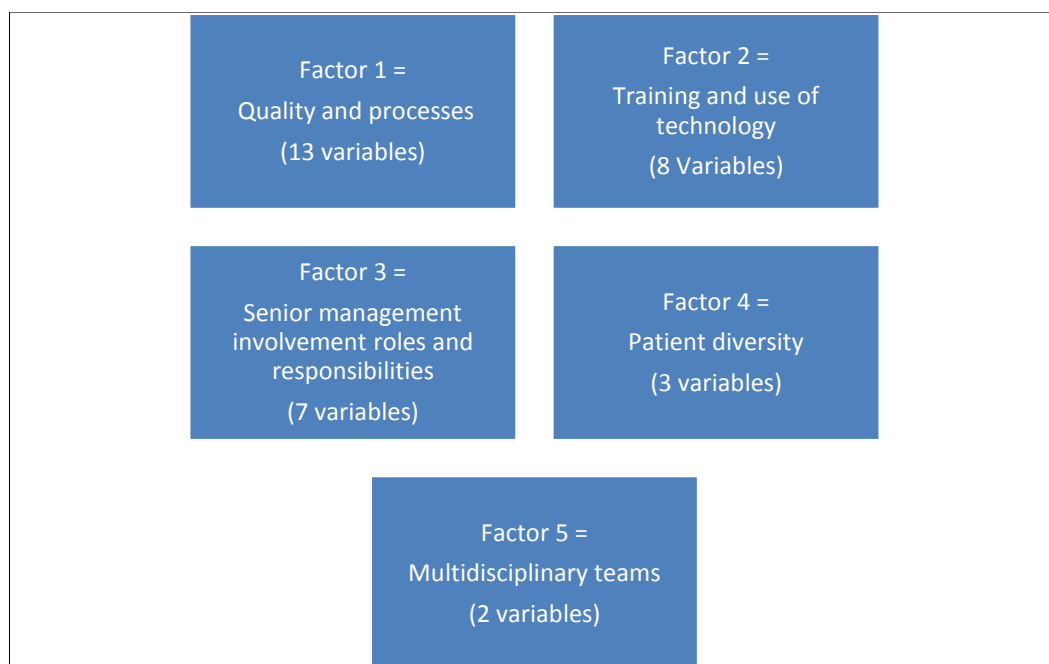 Factor 1 =
Quality and processes
(13 variables)
Factor 2 =
Training and use of
technology
(8 Variables)
Factor 3 =
Senior management
involvement roles and
responsibilities
(7 variables)
Factor 4 =
Patient diversity
(3 variables)
Factor 5 =
Multidisciplinary teams
(2 variables)